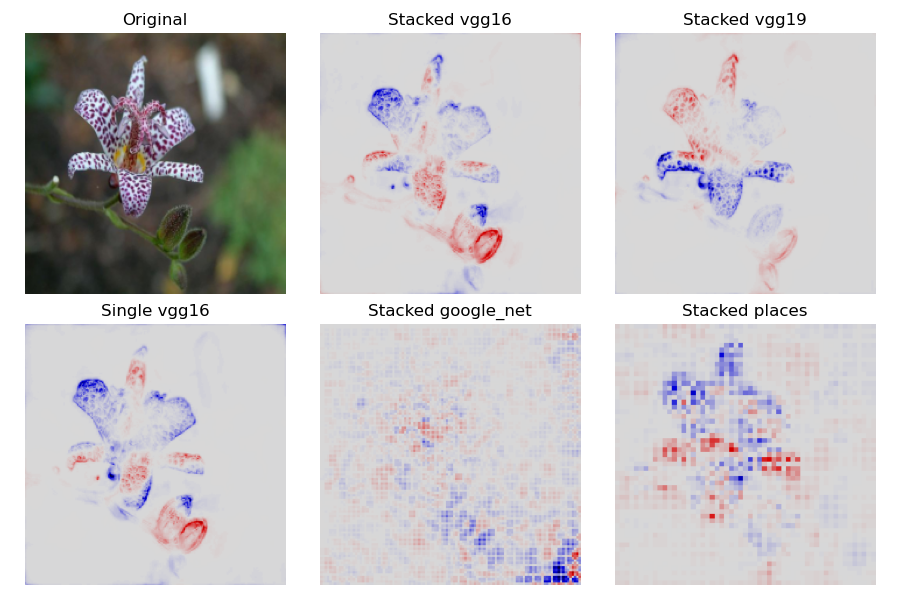 Original
Stacked vgg16
Stacked vgg19
Single vgg16
Stacked google_net
Stacked places